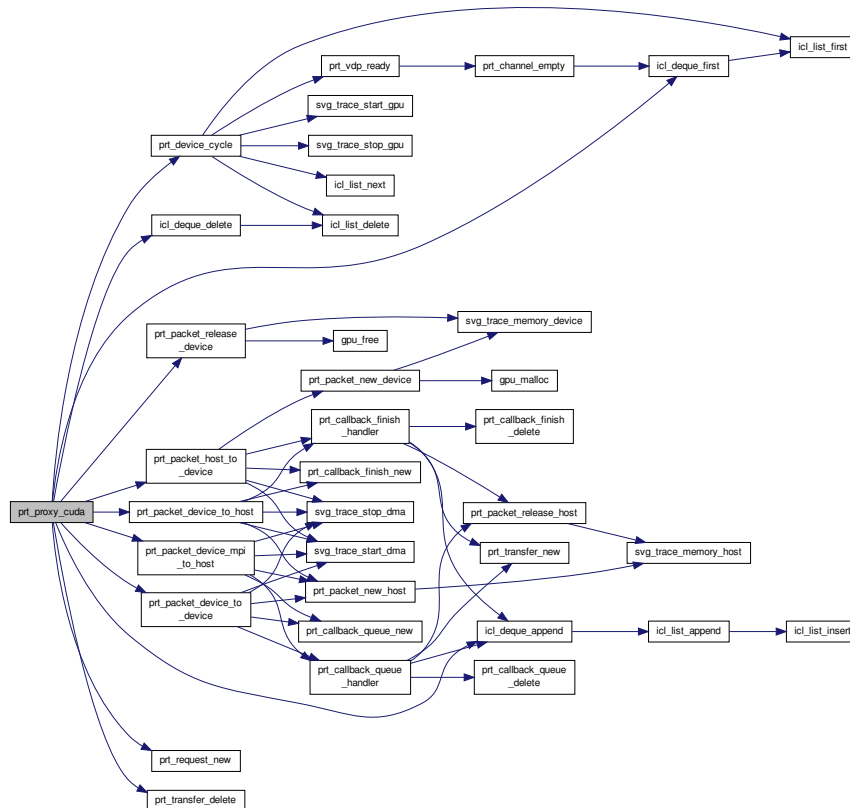 icl_list_first
prt_vdp_ready
prt_channel_empty
icl_deque_first
svg_trace_start_gpu
prt_device_cycle
svg_trace_stop_gpu
icl_list_next
icl_deque_delete
icl_list_delete
svg_trace_memory_device
prt_packet_release
_device
gpu_free
prt_packet_new_device
gpu_malloc
prt_callback_finish
_handler
prt_callback_finish
_delete
prt_packet_host_to
_device
prt_callback_finish_new
prt_proxy_cuda
prt_packet_device_to_host
svg_trace_stop_dma
prt_packet_release_host
prt_packet_device_mpi
_to_host
svg_trace_start_dma
prt_transfer_new
svg_trace_memory_host
prt_packet_device_to
_device
prt_packet_new_host
prt_callback_queue_new
icl_deque_append
icl_list_append
icl_list_insert
prt_callback_queue
_handler
prt_callback_queue
_delete
prt_request_new
prt_transfer_delete